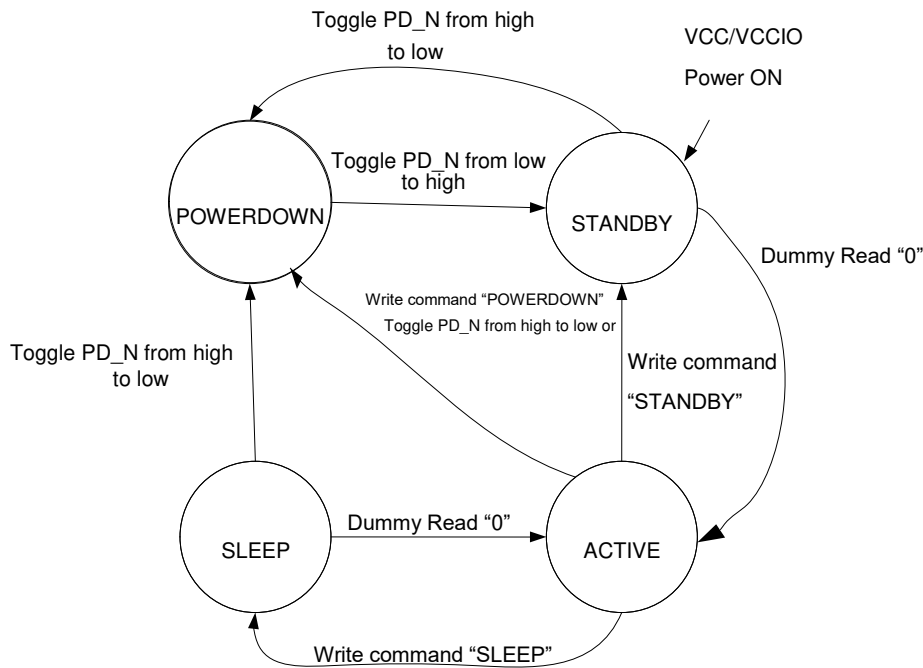 Toggle PD_N from high
to low
VCC/VCCIO
Power ON
Toggle PD_N from low
to high
POWERDOWN
STANDBY
Dummy Read “0”
Write command “POWERDOWN”
Toggle PD_N from high to low or
Toggle PD_N from high
to low
Write command
“STANDBY”
Dummy Read “0”
SLEEP
ACTIVE
Write command “SLEEP”